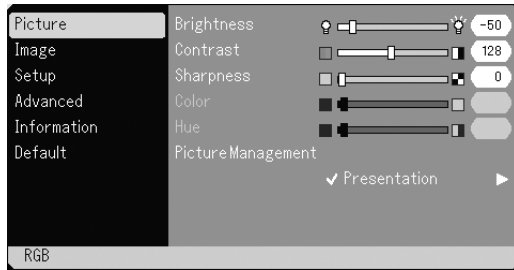 Picture
Image
Setup
Advanced
Information
Default
Brightness -50
Contrast 128
Sharpness 0
Color
Hue
Picture Management
Presentation
RGB